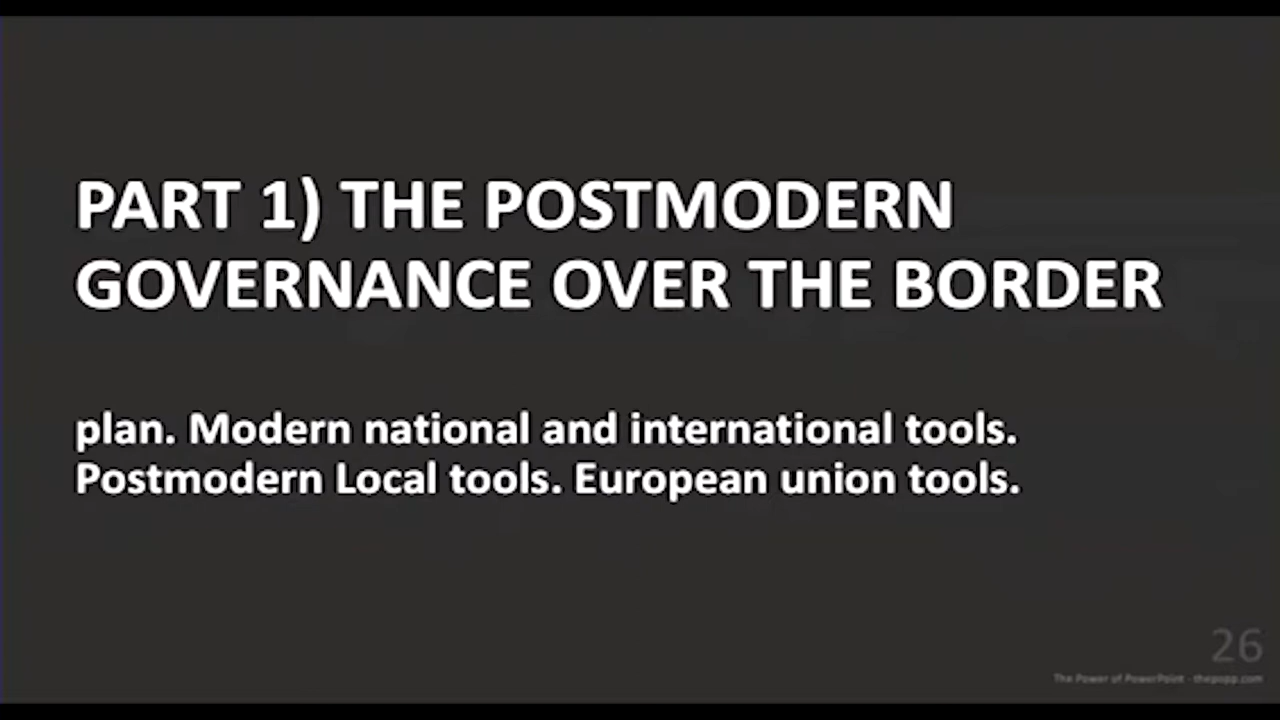 PART 1) THE POSTMODERN
GOVERNANCE OVER THE BORDER
plan. Modern national and international tools.
Postmodern Local tools. European union tools.
26
The Power of PowerPoint - thepopp.com